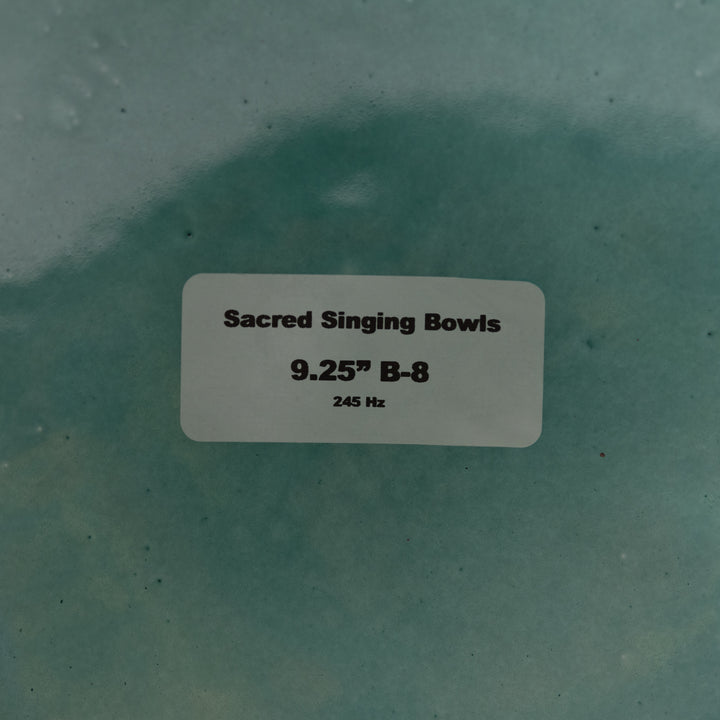 Sacred Singing Bowls
9.25” B-8
245 Hz